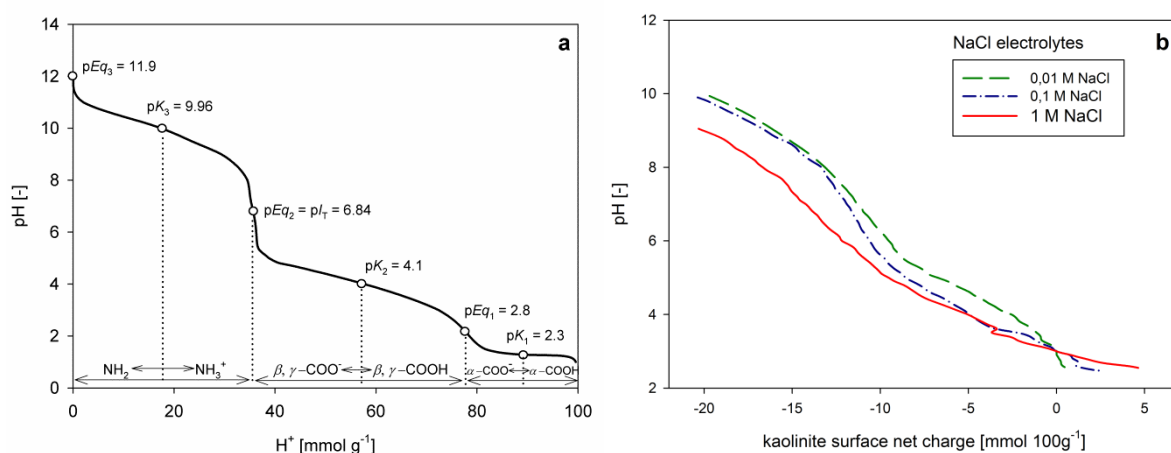 a
14
12
10
8
6
4
2
0
pH [-]
pEq3 = 11.9
pK3 = 9.96
pEq2 = pIT = 6.84
pK2 = 4.1
pEq1 = 2.8
pK1 = 2.3
NH2 NH3+ β, γ–COO- β, γ–COOH α-COO- α-COOH
0 20 40 60 80 100
H+ [mmol g-1]
b
12
10
8
6
4
2
pH [-]
NaCl electrolytes
0,01 M NaCl
0,1 M NaCl
1 M NaCl
-20 -15 -10 -5 0 5
kaolinite surface net charge [mmol 100g-1]